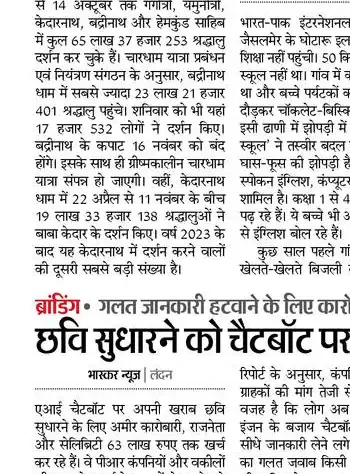 से 14 अक्टूबर तक गंगोत्री, यमुनोत्री,
केदारनाथ, बद्रीनाथ और हेमकुंड साहिब
में कुल 65 लाख 37 हजार 253 श्रद्धालु
दर्शन कर चुके हैं। चारधाम यात्रा प्रबंधन
एवं नियंत्रण संगठन के अनुसार, बद्रीनाथ
धाम में सबसे ज्यादा 23 लाख 21 हजार
401 श्रद्धालु पहुंचे। शनिवार को भी यहां
17 हजार 532 लोगों ने दर्शन किए।
बद्रीनाथ के कपाट 16 नवंबर को बंद
होंगे। इसके साथ ही ग्रीष्मकालीन चारधाम
यात्रा संपन्न हो जाएगी। वहीं, केदारनाथ
धाम में 22 अप्रैल से 11 नवंबर के बीच
19 लाख 33 हजार 138 श्रद्धालुओं ने
बाबा केदार के दर्शन किए। वर्ष 2023 के
बाद यह केदारनाथ में दर्शन करने वालों
की दूसरी सबसे बड़ी संख्या है।
भारत-पाक इंटरनेशनल
जैसलमेर के घोटारू इल
शिक्षा नहीं पहुंची। 50 कि
स्कूल नहीं था। गांव में व
था और बच्चे पर्यटकों क
दौड़कर चॉकलेट-बिस्कि
इसी ढाणी में झोपड़ी में
स्कूल' ने तस्वीर बदल
घास-फूस की झोपड़ी है
स्पोकन इंग्लिश, कंप्यूटर
शामिल है। कक्षा 1 से 4
पढ़ रहे हैं। ये बच्चे भी अ
से इंग्लिश बोल रहे हैं।
कुछ साल पहले गां
खेलते-खेलते बिजली
ब्रांडिंग • गलत जानकारी हटवाने के लिए कारो
छवि सुधारने को चैटबॉट पर
भास्कर न्यूज | लंदन
एआई चैटबॉट पर अपनी खराब छवि
सुधारने के लिए अमीर कारोबारी, राजनेता
और सेलिब्रिटी 63 लाख रुपए तक खर्च
कर रहे हैं। वे पीआर कंपनियों और वकीलों
रिपोर्ट के अनुसार, कंपनि
ग्राहकों की मांग तेजी से
वजह है कि लोग अब
इंजन के बजाय चैटबॉ
सीधे जानकारी लेने लगे
का गलत जवाब किसी